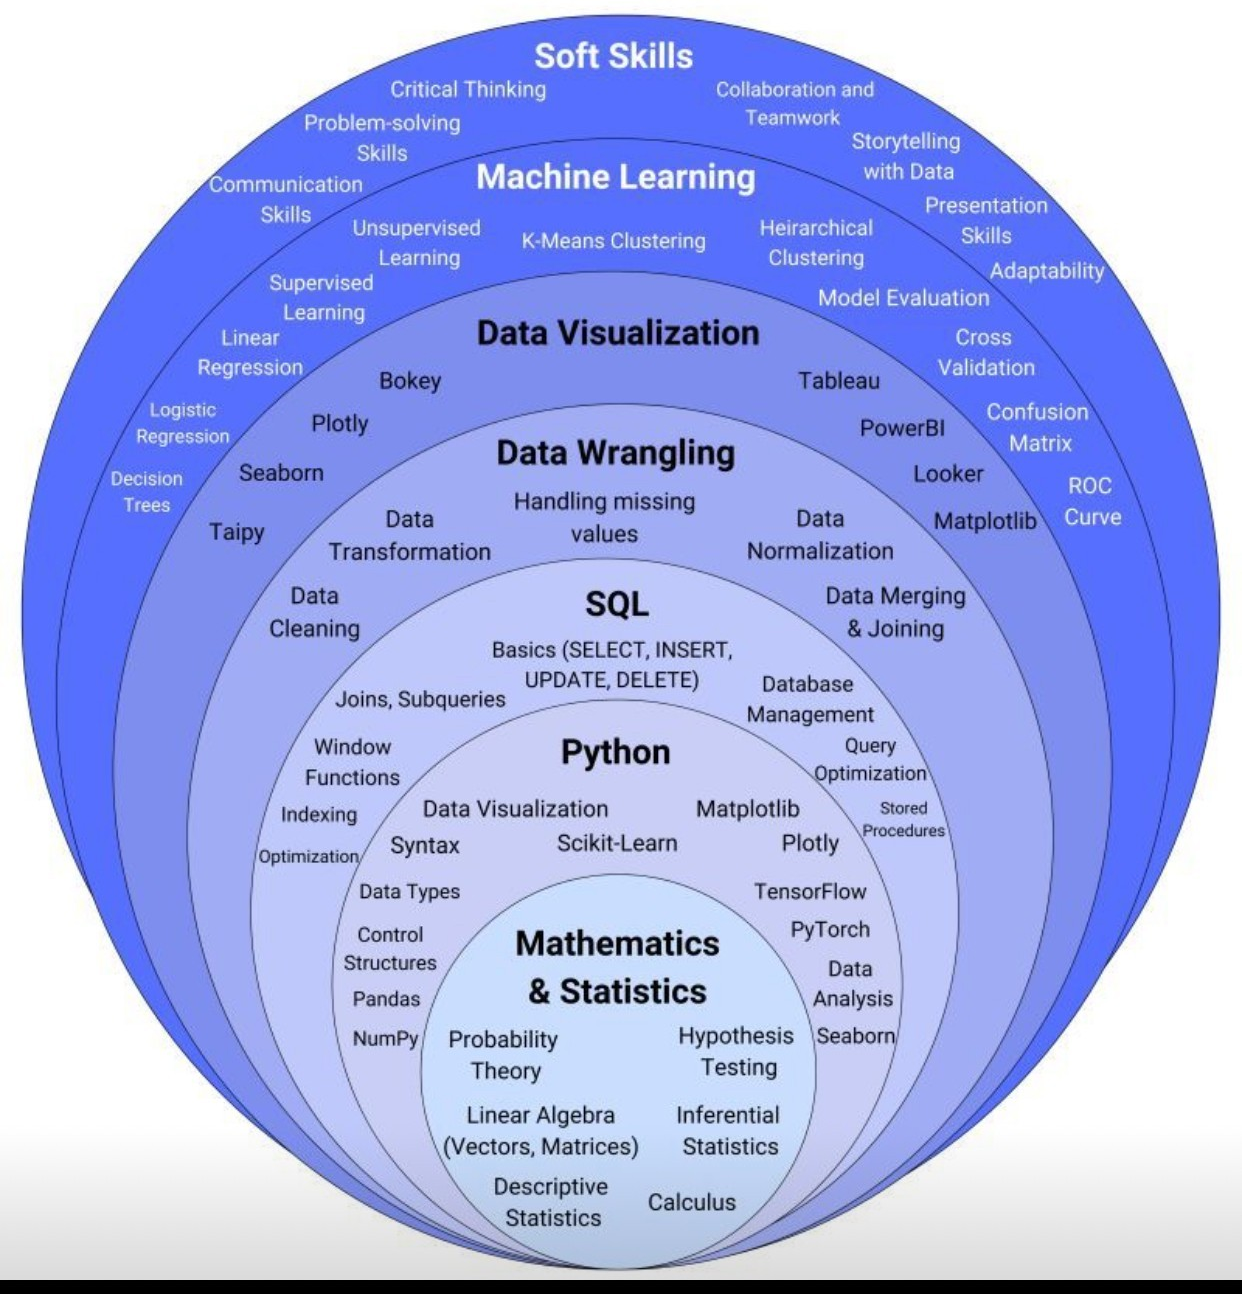 Soft Skills
Critical Thinking
Collaboration and
Teamwork
Problem-solving
Skills
Storytelling
with Data
Communication
Skills
Presentation
Skills
Adaptability
Machine Learning
Unsupervised
Learning
K-Means Clustering
Heirarchical
Clustering
Supervised
Learning
Model Evaluation
Linear
Regression
Cross
Validation
Logistic
Regression
Confusion
Matrix
Decision
Trees
ROC
Curve
Data Visualization
Bokey
Tableau
Plotly
PowerBI
Seaborn
Looker
Taipy
Matplotlib
Data Wrangling
Handling missing
values
Data
Transformation
Data
Normalization
Data
Cleaning
Data Merging
& Joining
SQL
Basics (SELECT, INSERT,
UPDATE, DELETE)
Joins, Subqueries
Database
Management
Window
Functions
Query
Optimization
Indexing
Stored
Procedures
Optimization
Python
Data Visualization
Matplotlib
Syntax
Scikit-Learn
Plotly
Data Types
TensorFlow
Control
Structures
PyTorch
Pandas
Data
Analysis
NumPy
Seaborn
Mathematics
& Statistics
Probability
Theory
Hypothesis
Testing
Linear Algebra
(Vectors, Matrices)
Inferential
Statistics
Descriptive
Statistics
Calculus